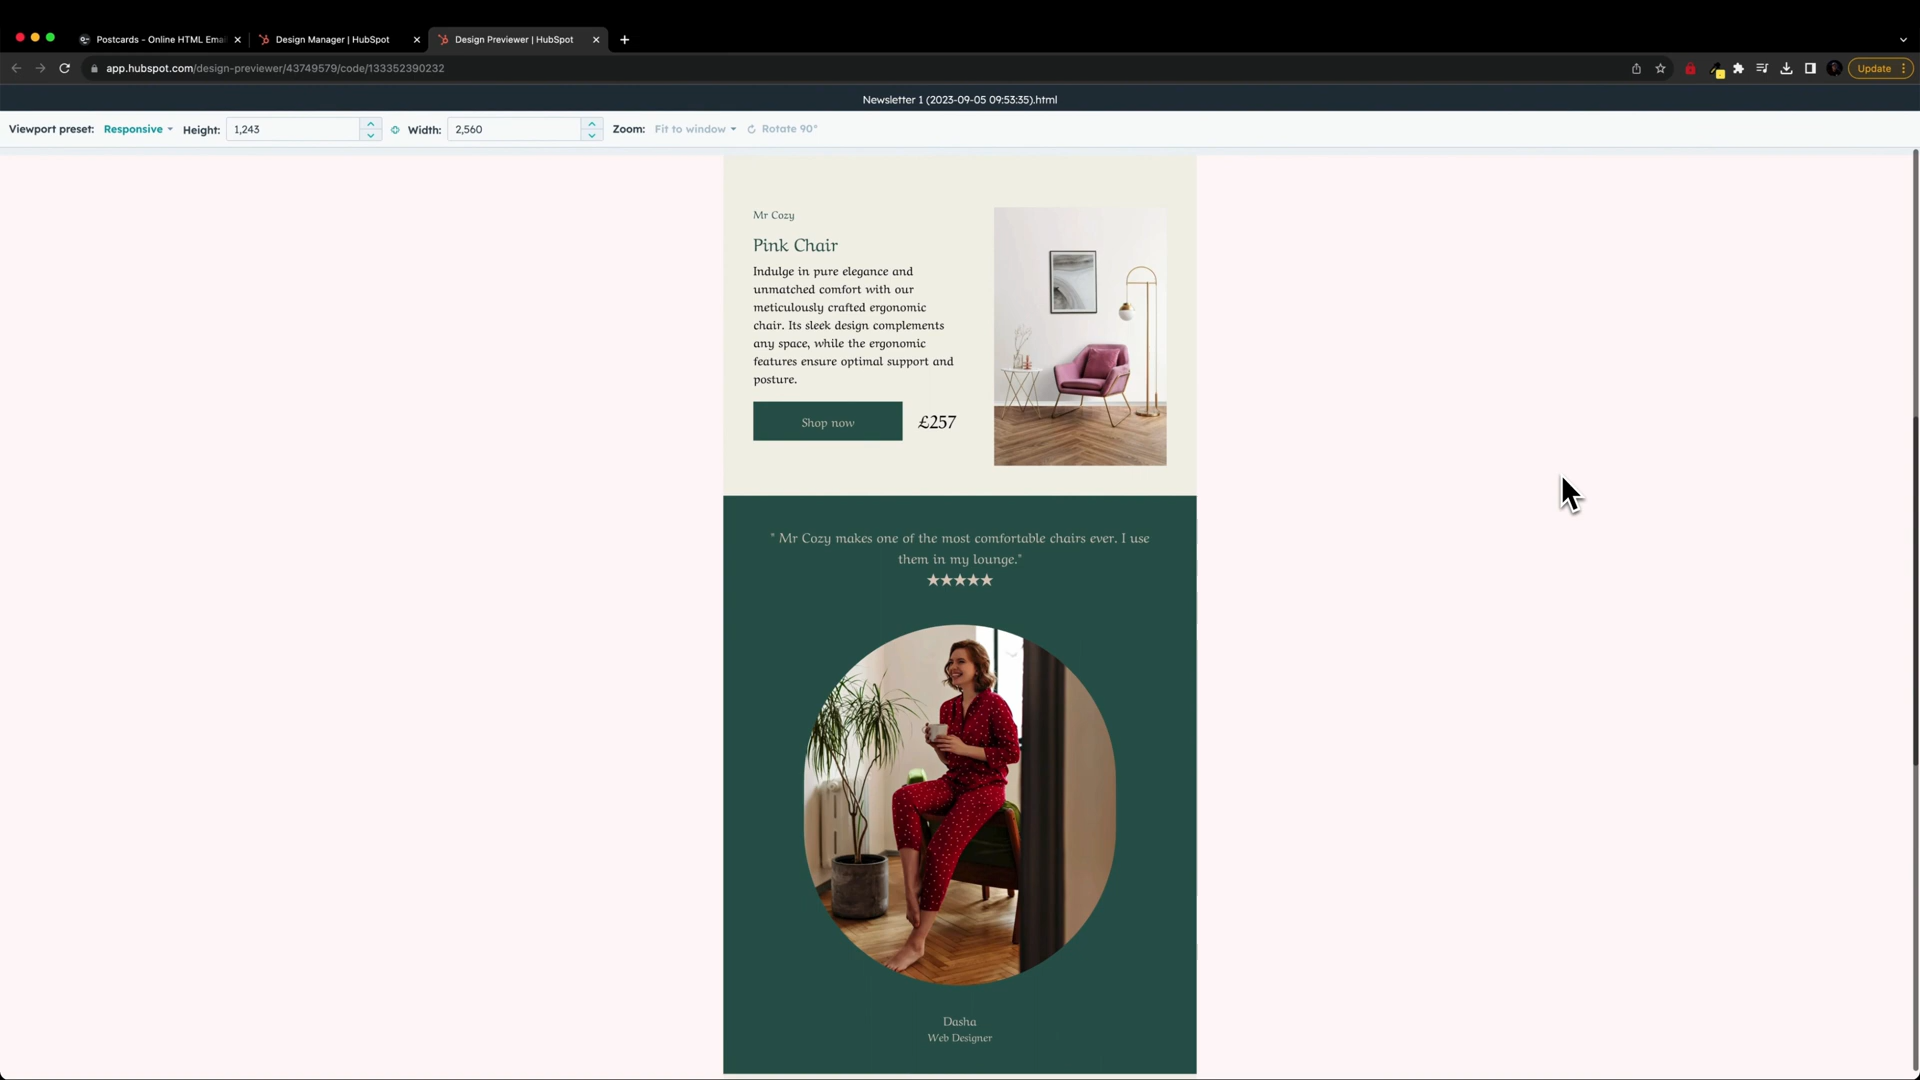 Postcards - Online HTML Ema
Design Manager | HubSpot
Design Previewer | HubSpot
app.hubspot.com/design-previewer/43749579/code/133352390232
Update
Newsletter 1 (2023-09-05 09:53:35).html
Viewport preset: Responsive Height: 1,243 Width: 2,560 Zoom: Fit to window Rotate 90°
Mr Cozy
Pink Chair
Indulge in pure elegance and
unmatched comfort with our
meticulously crafted ergonomic
chair. Its sleek design complements
any space, while the ergonomic
features ensure optimal support and
posture.
Shop now £257
" Mr Cozy makes one of the most comfortable chairs ever. I use
them in my lounge."
★★★★★
Dasha
Web Designer